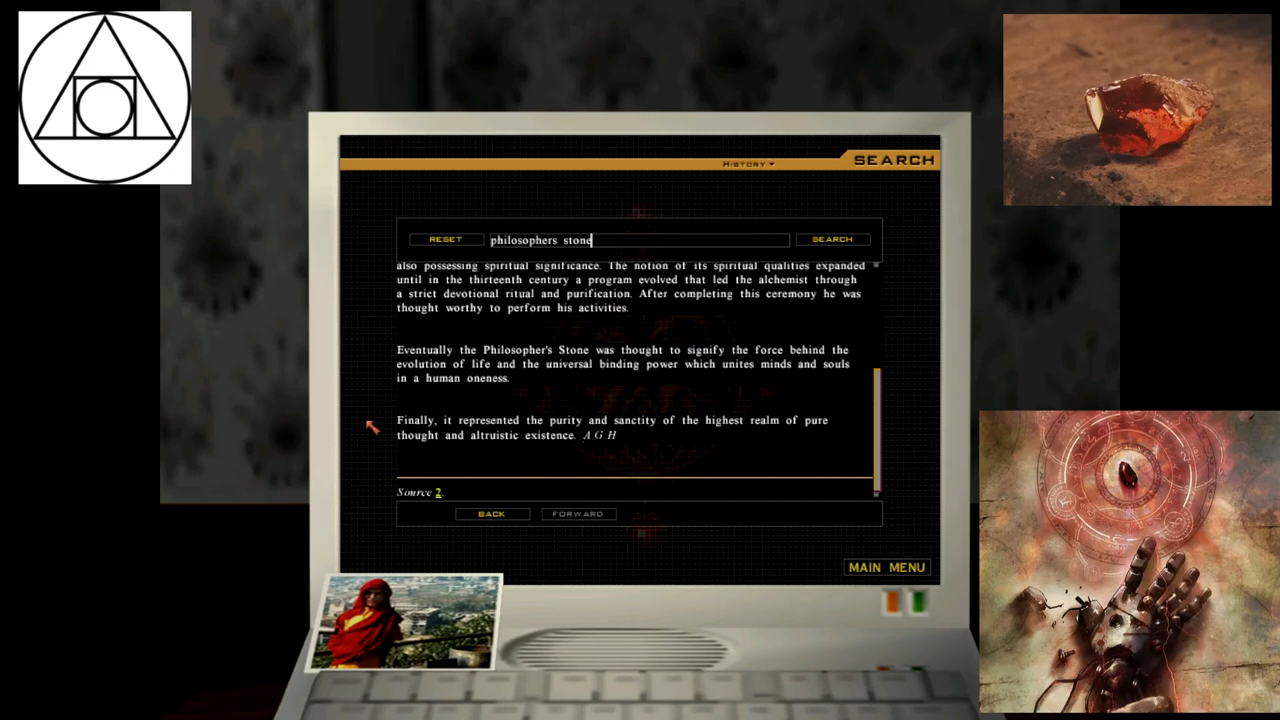 HISTORY
SEARCH
RESET
philosophers stone
SEARCH
also possessing spiritual significance. The notion of its spiritual qualities expanded
until in the thirteenth century a program evolved that led the alchemist through
a strict devotional ritual and purification. After completing this ceremony he was
thought worthy to perform his activities.
Eventually the Philosopher's Stone was thought to signify the force behind the
evolution of life and the universal binding power which unites minds and souls
in a human oneness.
Finally, it represented the purity and sanctity of the highest realm of pure
thought and altruistic existence. A G H
Source 2.
BACK
FORWARD
MAIN MENU